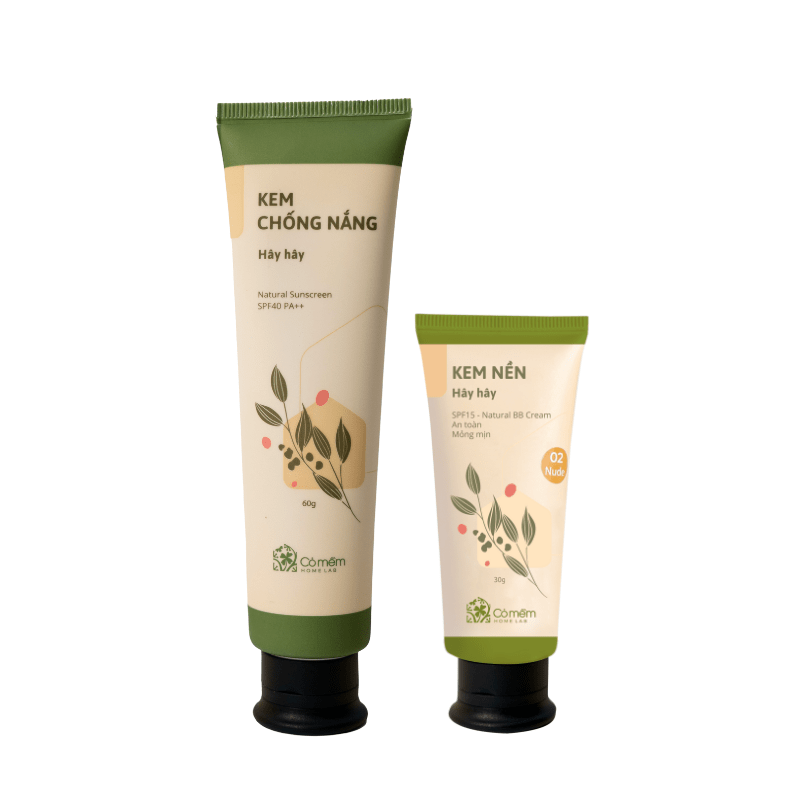 KEM
CHỐNG NẮNG
Hây hây
Natural Sunscreen
SPF40 PA++
60g
Cỏ mềm
HOME LAB
KEM NỀN
Hây hây
SPF15 - Natural BB Cream
An toàn
Mỏng mịn
02
Nude
30g
Cỏ mềm
HOME LAB